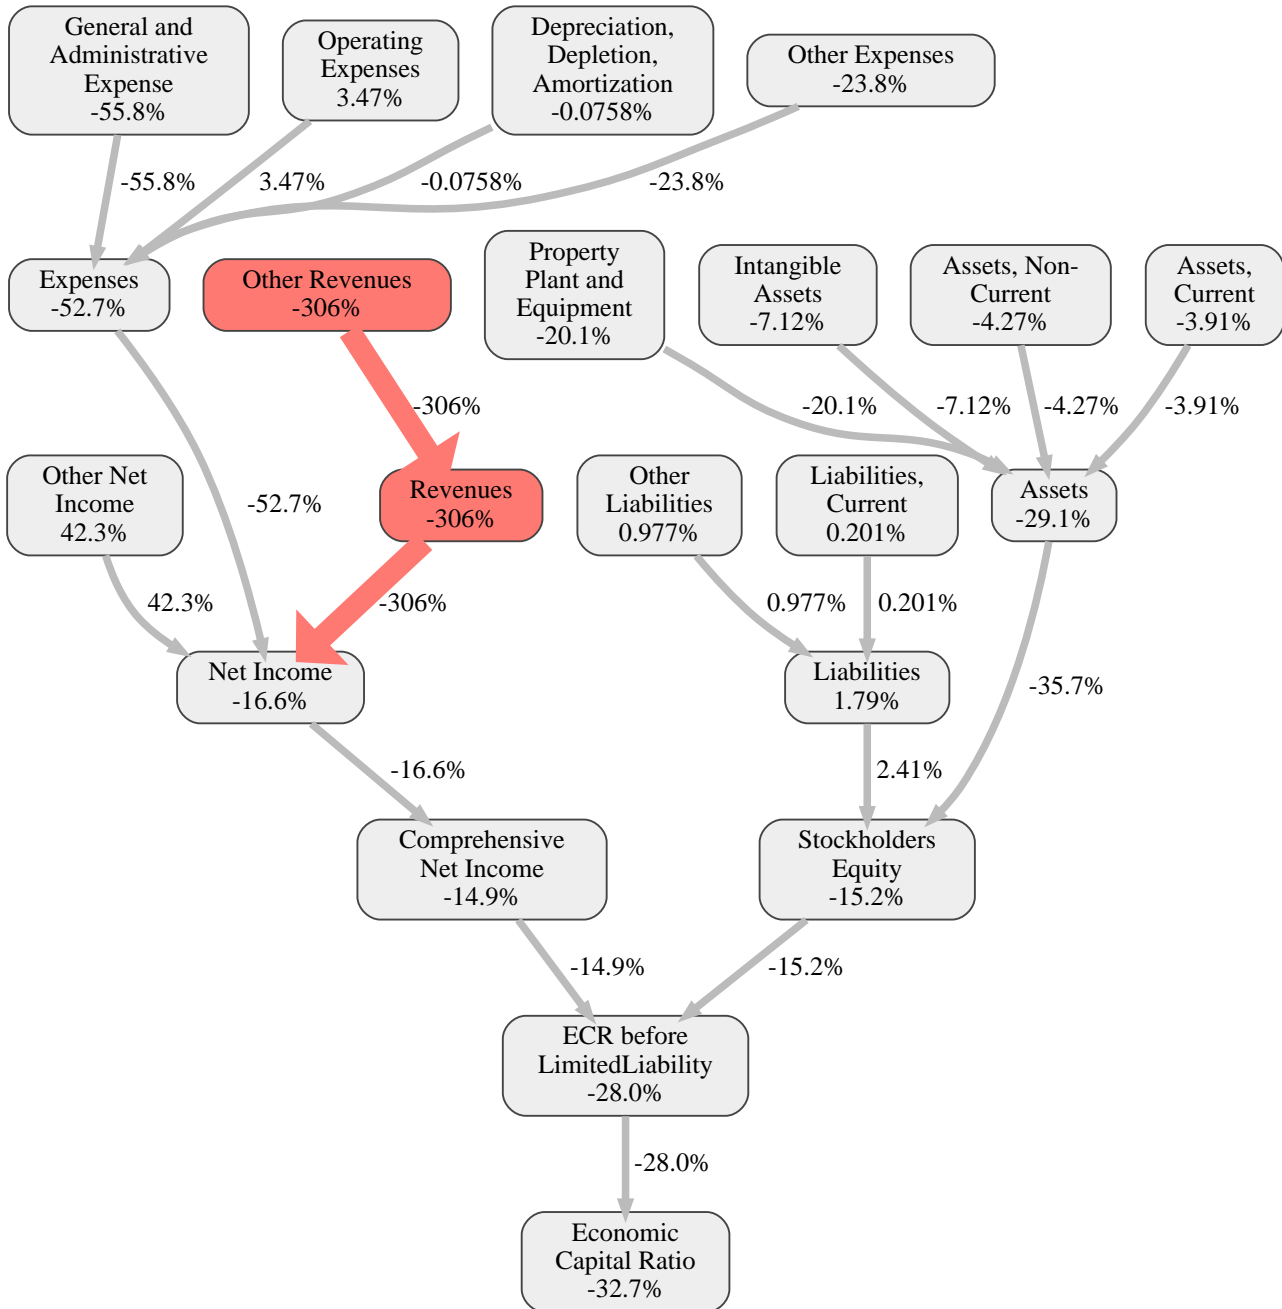 General and
Administrative
Expense
-55.8%
Operating
Expenses
3.47%
Depreciation,
Depletion,
Amortization
-0.0758%
Other Expenses
-23.8%
-55.8%
3.47%
-0.0758%
-23.8%
Expenses
-52.7%
Other Revenues
-306%
Property
Plant and
Equipment
-20.1%
Intangible
Assets
-7.12%
Assets, Non-
Current
-4.27%
Assets,
Current
-3.91%
-306%
-20.1%
-7.12%
-4.27%
-3.91%
Other Net
Income
42.3%
-52.7%
Revenues
-306%
Other
Liabilities
0.977%
Liabilities,
Current
0.201%
Assets
-29.1%
42.3%
-306%
0.977%
0.201%
Net Income
-16.6%
Liabilities
1.79%
-35.7%
-16.6%
2.41%
Comprehensive
Net Income
-14.9%
Stockholders
Equity
-15.2%
-14.9%
-15.2%
ECR before
LimitedLiability
-28.0%
-28.0%
Economic
Capital Ratio
-32.7%